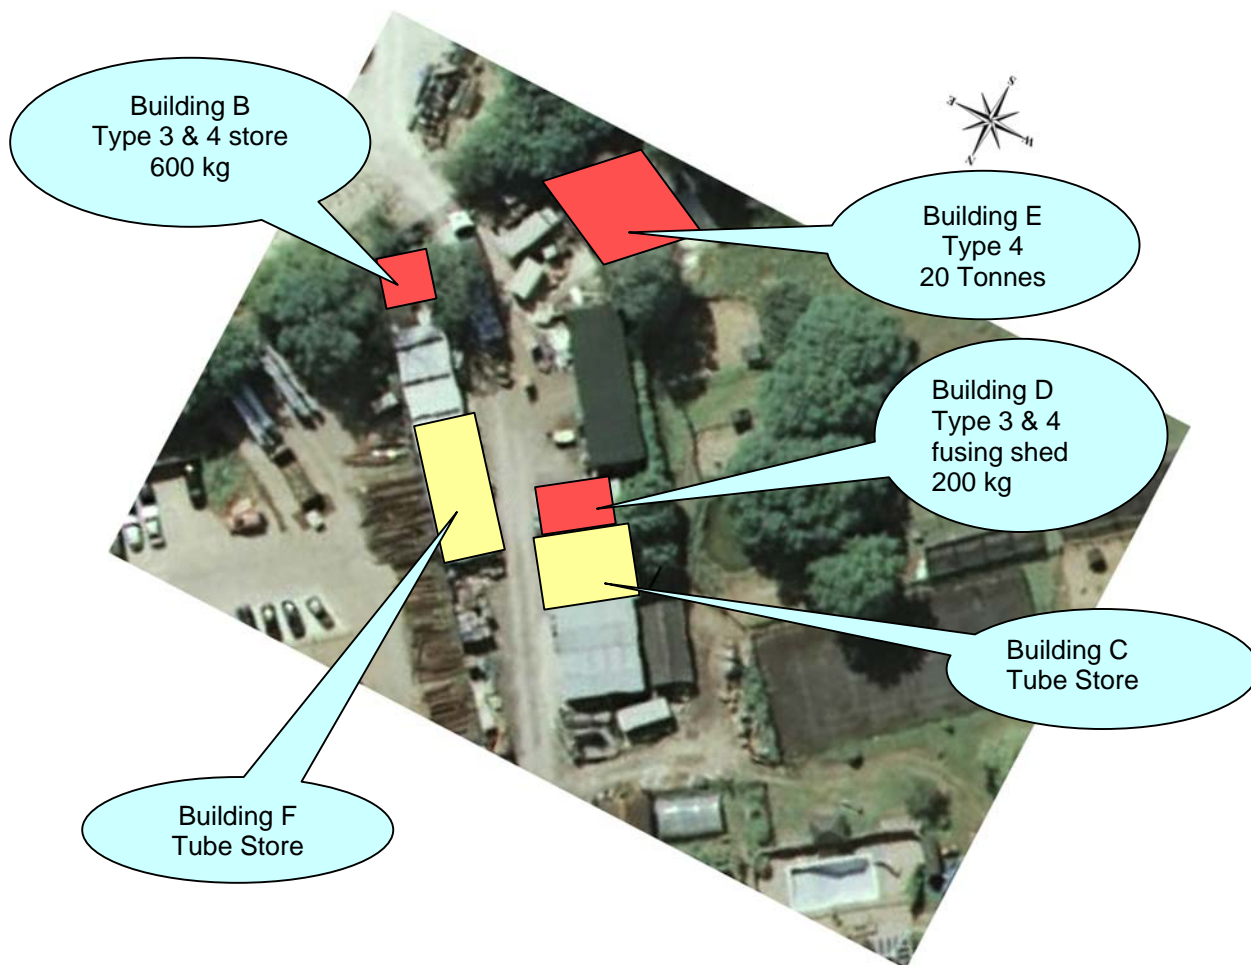 Building B
Type 3 & 4 store
600 kg
S
E
W
N
Building E
Type 4
20 Tonnes
Building D
Type 3 & 4
fusing shed
200 kg
Building C
Tube Store
Building F
Tube Store